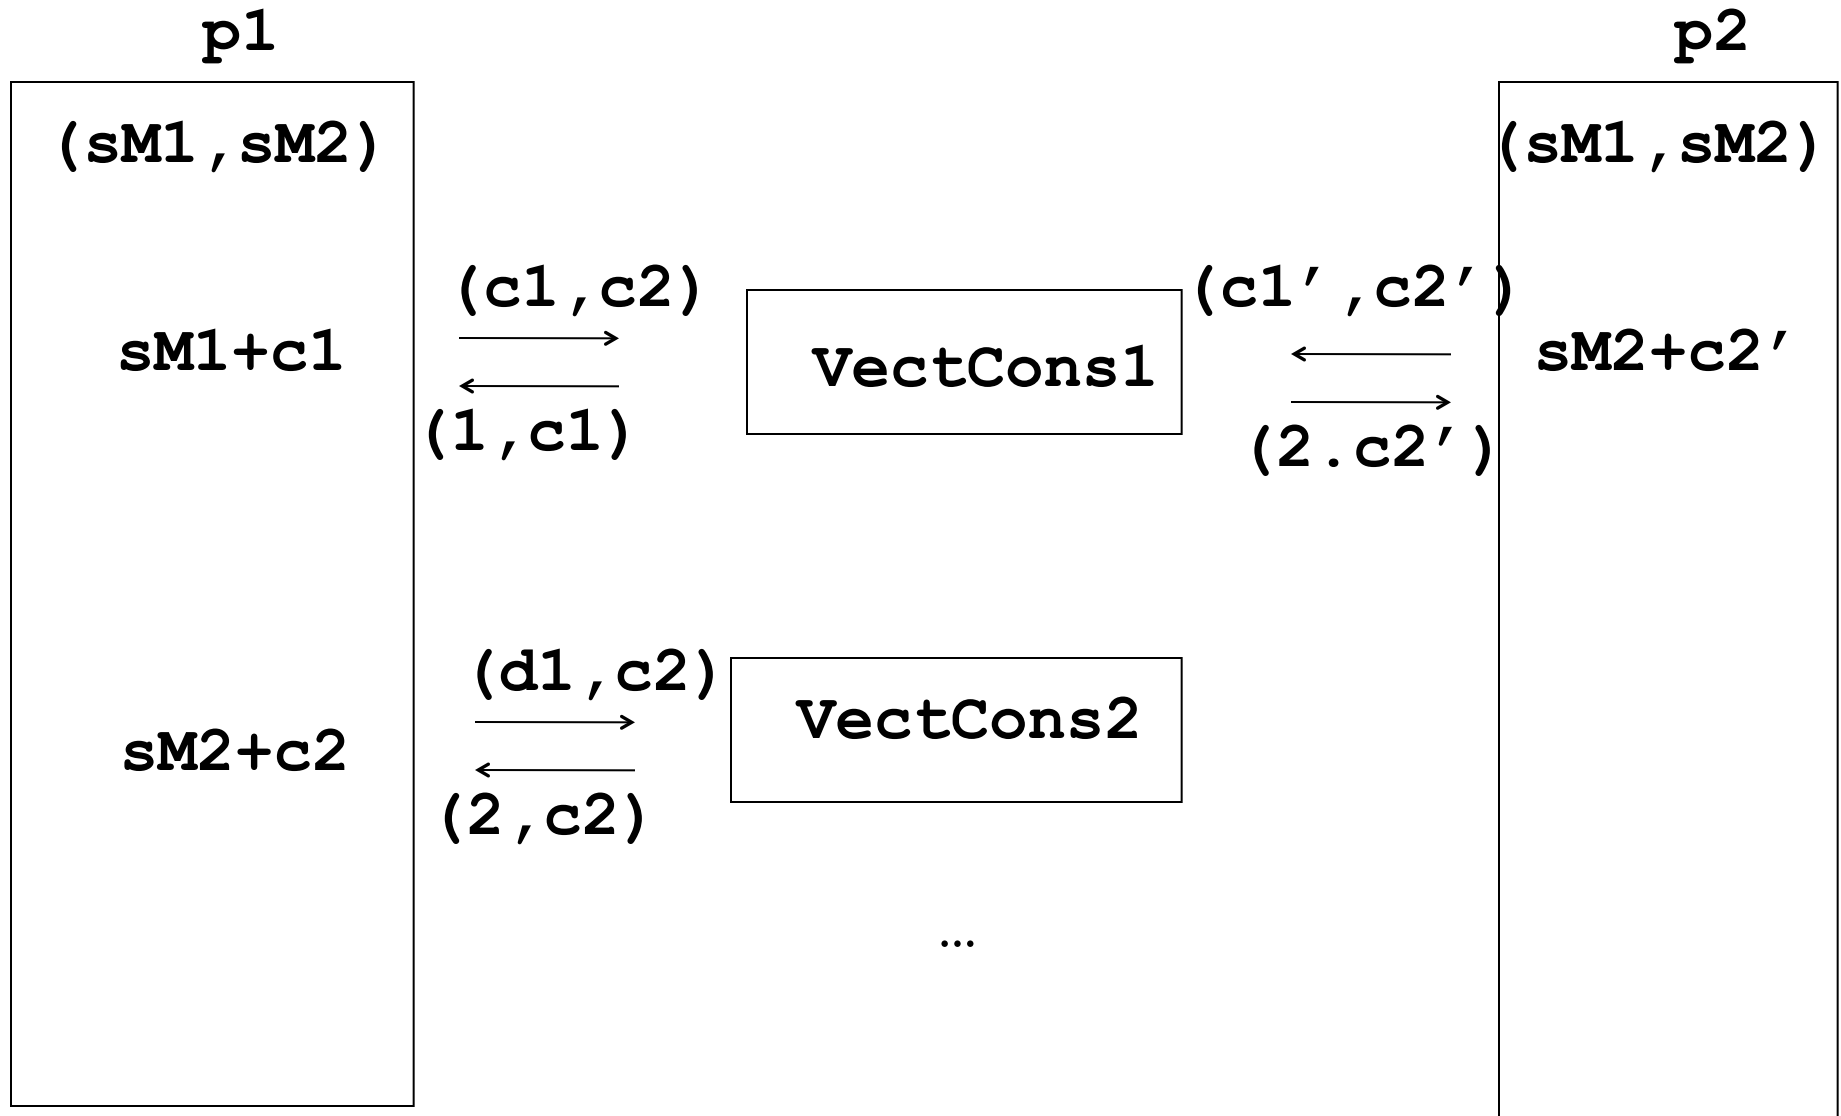 p1
p2
(sM1,sM2)
(sM1,sM2)
(c1,c2)
(c1’,c2’)
sM1+c1
VectCons1
sM2+c2’
(1,c1)
(2.c2’)
(d1,c2)
VectCons2
sM2+c2
(2,c2)
…